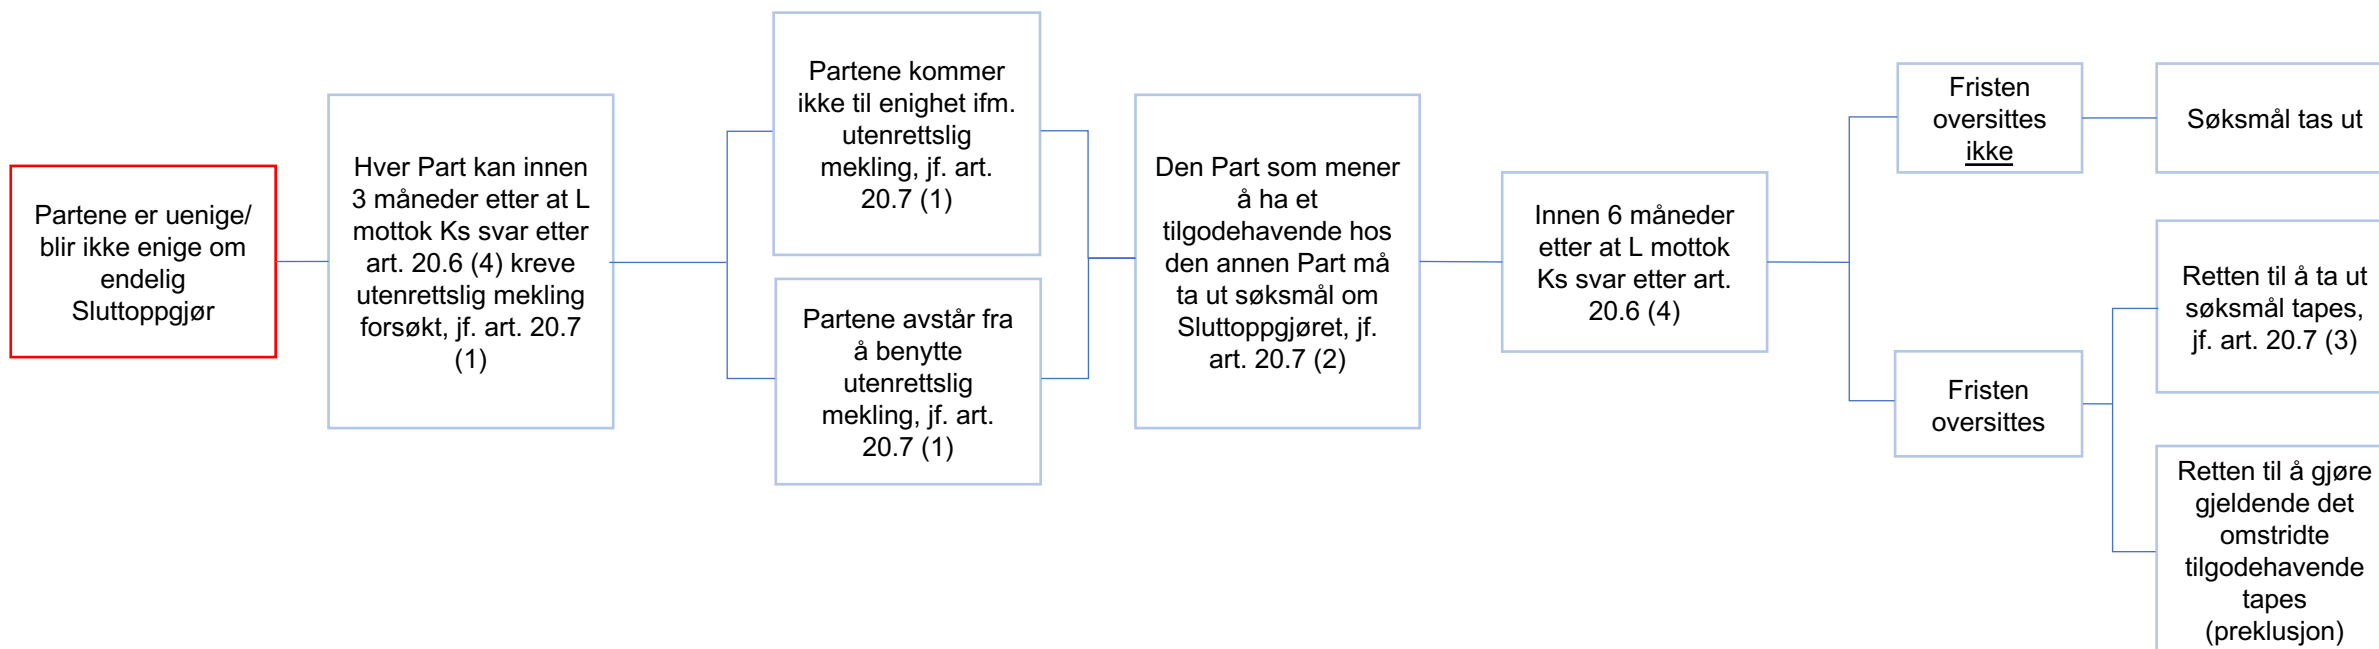 Partene er uenige/
blir ikke enige om
endelig
Sluttoppgjør
Hver Part kan innen
3 måneder etter at L
mottok Ks svar etter
art. 20.6 (4) kreve
utenrettslig mekling
forsøkt, jf. art. 20.7
(1)
Partene kommer
ikke til enighet ifm.
utenrettslig
mekling, jf. art.
20.7 (1)
Partene avstår fra
å benytte
utenrettslig
mekling, jf. art.
20.7 (1)
Den Part som mener
å ha et
tilgodehavende hos
den annen Part må
ta ut søksmål om
Sluttoppgjøret, jf.
art. 20.7 (2)
Innen 6 måneder
etter at L mottok
Ks svar etter art.
20.6 (4)
Fristen
oversittes
ikke
Søksmål tas ut
Fristen
oversittes
Retten til å ta ut
søksmål tapes,
jf. art. 20.7 (3)
Retten til å gjøre
gjeldende det
omstridte
tilgodehavende
tapes
(preklusjon)